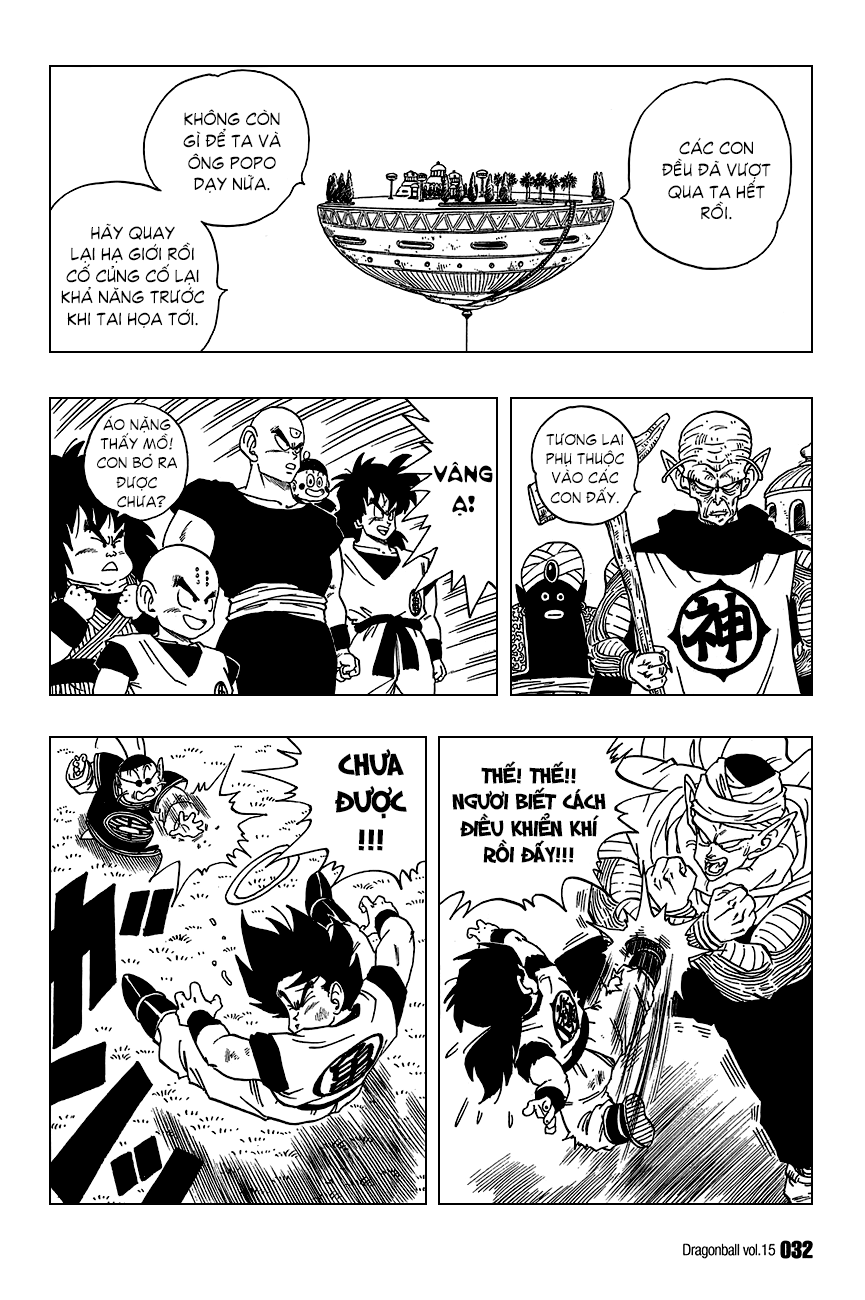 CÁC CON
ĐỀU ĐÃ VƯỢT
QUA TA HẾT
RỒI.
KHÔNG CÒN
GÌ ĐỂ TA VÀ
ÔNG POPO
DẠY NỮA.
HÃY QUAY
LẠI HẠ GIỚI RỒI
CỐ CỦNG CỐ LẠI
KHẢ NĂNG TRƯỚC
KHI TAI HỌA TỚI.
TƯƠNG LAI
PHỤ THUỘC
VÀO CÁC
CON ĐẤY.
神
VÂNG
Ạ!
ÁO NẶNG
THẤY MỒ!
CON BỎ RA
ĐƯỢC
CHƯA?
THẾ! THẾ!!
NGƯƠI BIẾT CÁCH
ĐIỀU KHIỂN KHÍ
RỒI ĐẤY!!!
CHƯA
ĐƯỢC
!!!
亀
Dragonball vol.15 032